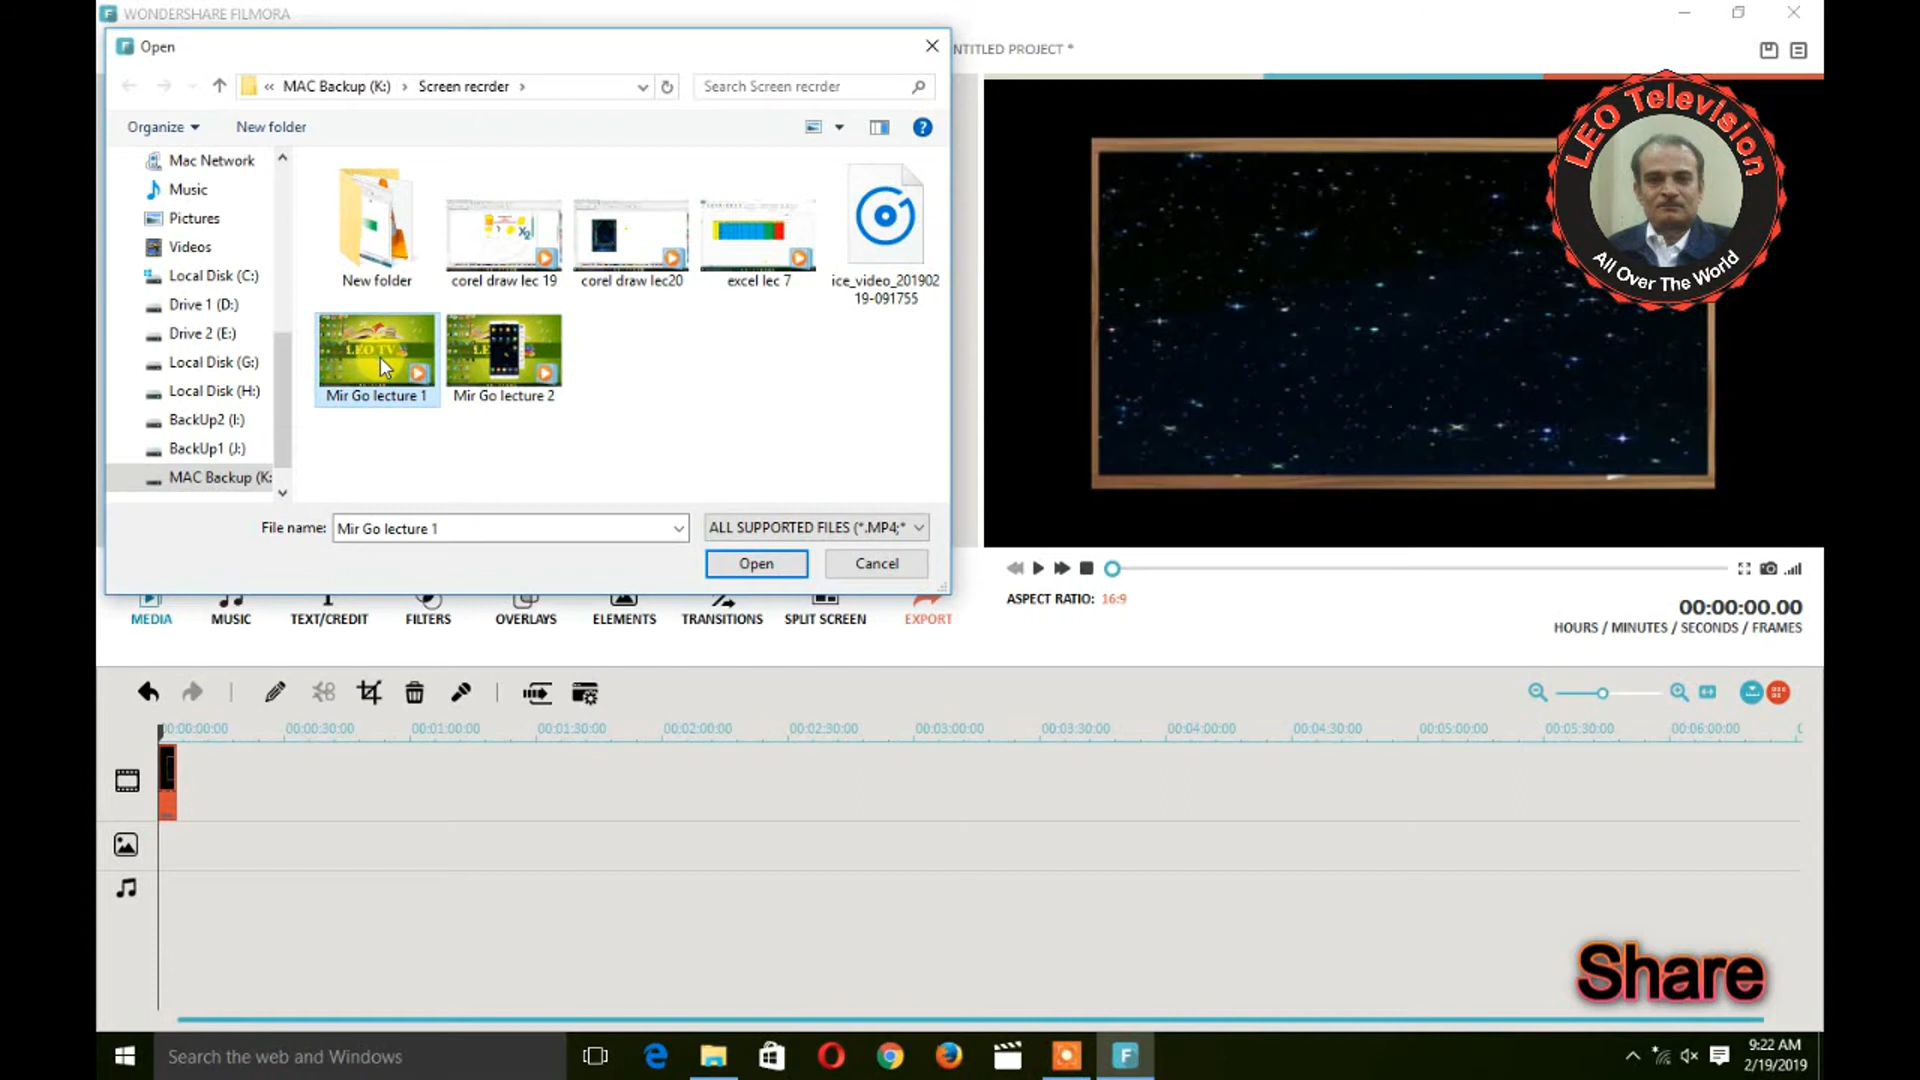 WONDERSHARE FILMORA
Open
NTITLED PROJECT *
« MAC Backup (K:) › Screen recrder ›
Search Screen recrder
Organize
New folder
Mac Network
Music
Pictures
Videos
Local Disk (C:)
Drive 1 (D:)
Drive 2 (E:)
Local Disk (G:)
Local Disk (H:)
BackUp2 (I:)
BackUp1 (J:)
MAC Backup (K:
New folder
corel draw lec 19
corel draw lec20
excel lec 7
ice_video_201902
19-091755
LEO TV
Mir Go lecture 1
Mir Go lecture 2
File name:
Mir Go lecture 1
ALL SUPPORTED FILES (*.MP4;*
Open
Cancel
LEO Television
All Over The World
MEDIA
MUSIC
TEXT/CREDIT
FILTERS
OVERLAYS
ELEMENTS
TRANSITIONS
SPLIT SCREEN
EXPORT
ASPECT RATIO: 16:9
00:00:00.00
HOURS / MINUTES / SECONDS / FRAMES
00:00:00:00
00:00:30:00
00:01:00:00
00:01:30:00
00:02:00:00
00:02:30:00
00:03:00:00
00:03:30:00
00:04:00:00
00:04:30:00
00:05:00:00
00:05:30:00
00:06:00:00
Share
Search the web and Windows
9:22 AM
2/19/2019